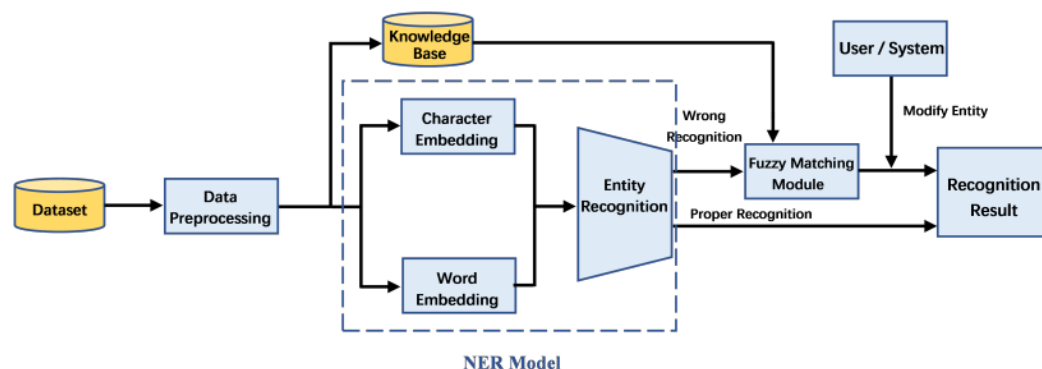 Knowledge
Base
User / System
Character
Embedding
Wrong
Recognition
Modify Entity
Fuzzy Matching
Module
Dataset
Data
Preprocessing
Entity
Recognition
Recognition
Result
Proper Recognition
Word
Embedding
NER Model